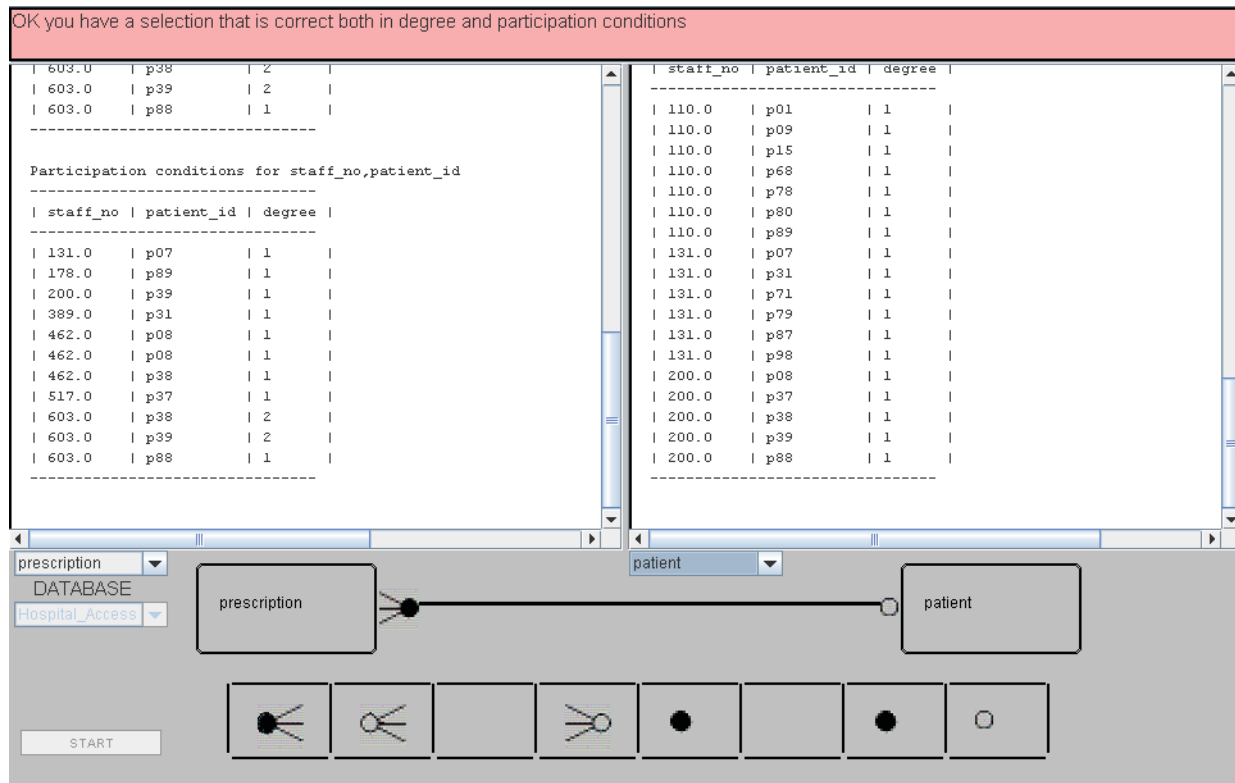 OK you have a selection that is correct both in degree and participation conditions
| 603.0 | p38 | 2 |
| 603.0 | p39 | 2 |
| 603.0 | p88 | 1 |
--------------------------------
Participation conditions for staff_no,patient_id
--------------------------------
| staff_no | patient_id | degree |
--------------------------------
| 131.0 | p07 | 1 |
| 178.0 | p89 | 1 |
| 200.0 | p39 | 1 |
| 389.0 | p31 | 1 |
| 462.0 | p08 | 1 |
| 462.0 | p08 | 1 |
| 462.0 | p38 | 1 |
| 517.0 | p37 | 1 |
| 603.0 | p38 | 2 |
| 603.0 | p39 | 2 |
| 603.0 | p88 | 1 |
--------------------------------
| staff_no | patient_id | degree |
--------------------------------
| 110.0 | p01 | 1 |
| 110.0 | p09 | 1 |
| 110.0 | p15 | 1 |
| 110.0 | p68 | 1 |
| 110.0 | p78 | 1 |
| 110.0 | p80 | 1 |
| 110.0 | p89 | 1 |
| 131.0 | p07 | 1 |
| 131.0 | p31 | 1 |
| 131.0 | p71 | 1 |
| 131.0 | p79 | 1 |
| 131.0 | p87 | 1 |
| 131.0 | p98 | 1 |
| 200.0 | p08 | 1 |
| 200.0 | p37 | 1 |
| 200.0 | p38 | 1 |
| 200.0 | p39 | 1 |
| 200.0 | p88 | 1 |
--------------------------------
prescription
patient
DATABASE
Hospital_Access
prescription
patient
START